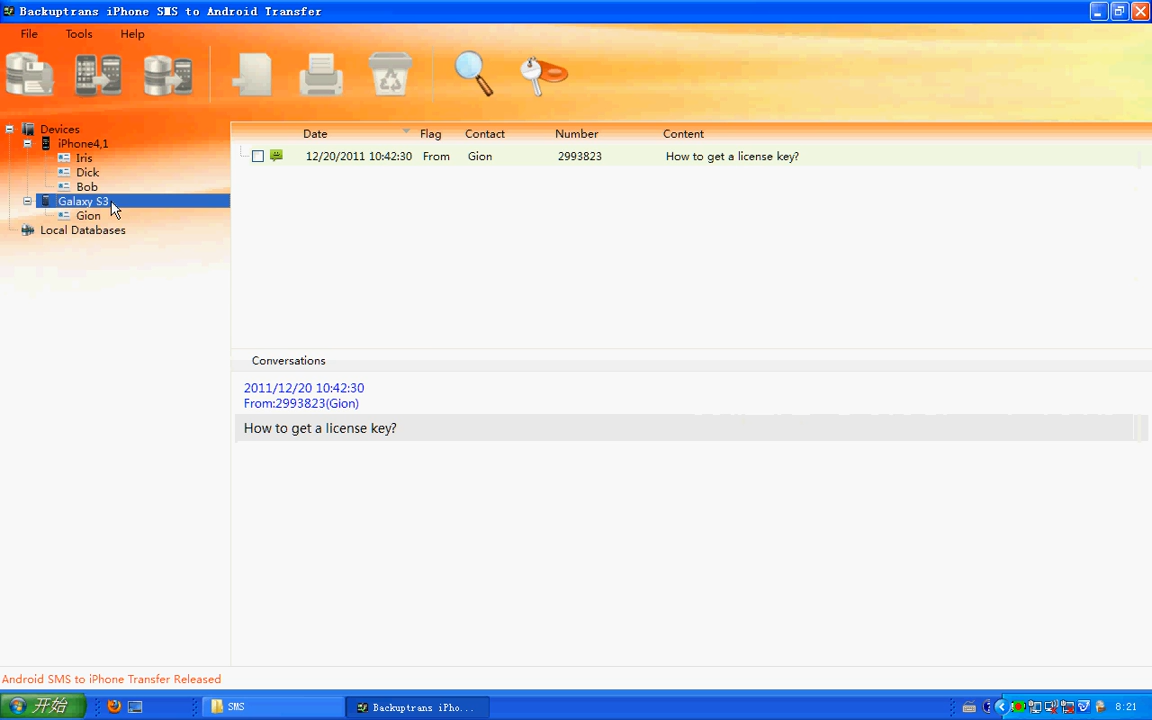 Backuptrans iPhone SMS to Android Transfer
File Tools Help
Devices
iPhone4,1
Iris
Dick
Bob
Galaxy S3
Gion
Local Databases
Date Flag Contact Number Content
12/20/2011 10:42:30 From Gion 2993823 How to get a license key?
Conversations
2011/12/20 10:42:30
From:2993823(Gion)
How to get a license key?
Android SMS to iPhone Transfer Released
开始 SMS Backuptrans iPho... 8:21